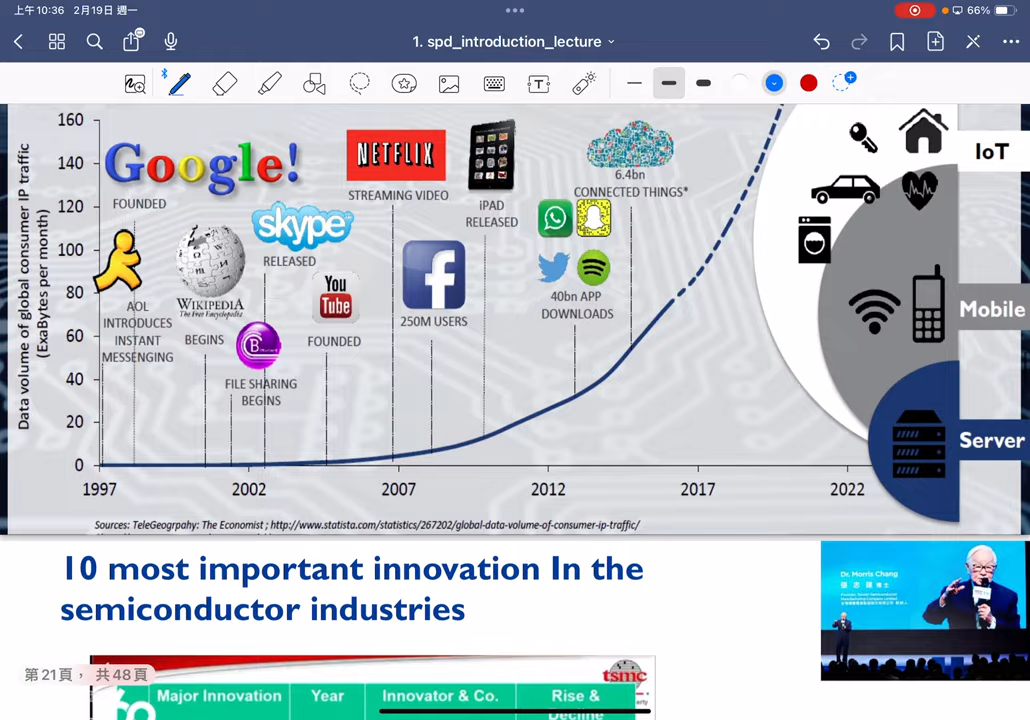 上午10:36 2月19日 週一
66%
1. spd_introduction_lecture
Data volume of global consumer IP traffic
(ExaBytes per month)
160
140
120
100
80
60
40
20
0
1997
2002
2007
2012
2017
2022
Google!
FOUNDED
AOL
INTRODUCES
INSTANT
MESSENGING
WIKIPEDIA
The Free Encyclopedia
BEGINS
skype
RELEASED
B
FILE SHARING
BEGINS
You
Tube
FOUNDED
NETFLIX
STREAMING VIDEO
f
250M USERS
iPAD
RELEASED
40bn APP
DOWNLOADS
6.4bn
CONNECTED THINGS*
IoT
Mobile
Server
Sources: TeleGeogrpahy: The Economist ; http://www.statista.com/statistics/267202/global-data-volume-of-consumer-ip-traffic/
10 most important innovation In the
semiconductor industries
Dr. Morris Chang
第21頁， 共48頁
tsmc
Major Innovation
Year
Innovator & Co.
Rise &
Decline